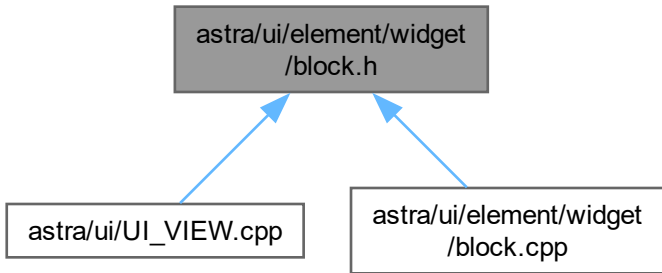 astra/ui/element/widget
/block.h
astra/ui/UI_VIEW.cpp
astra/ui/element/widget
/block.cpp